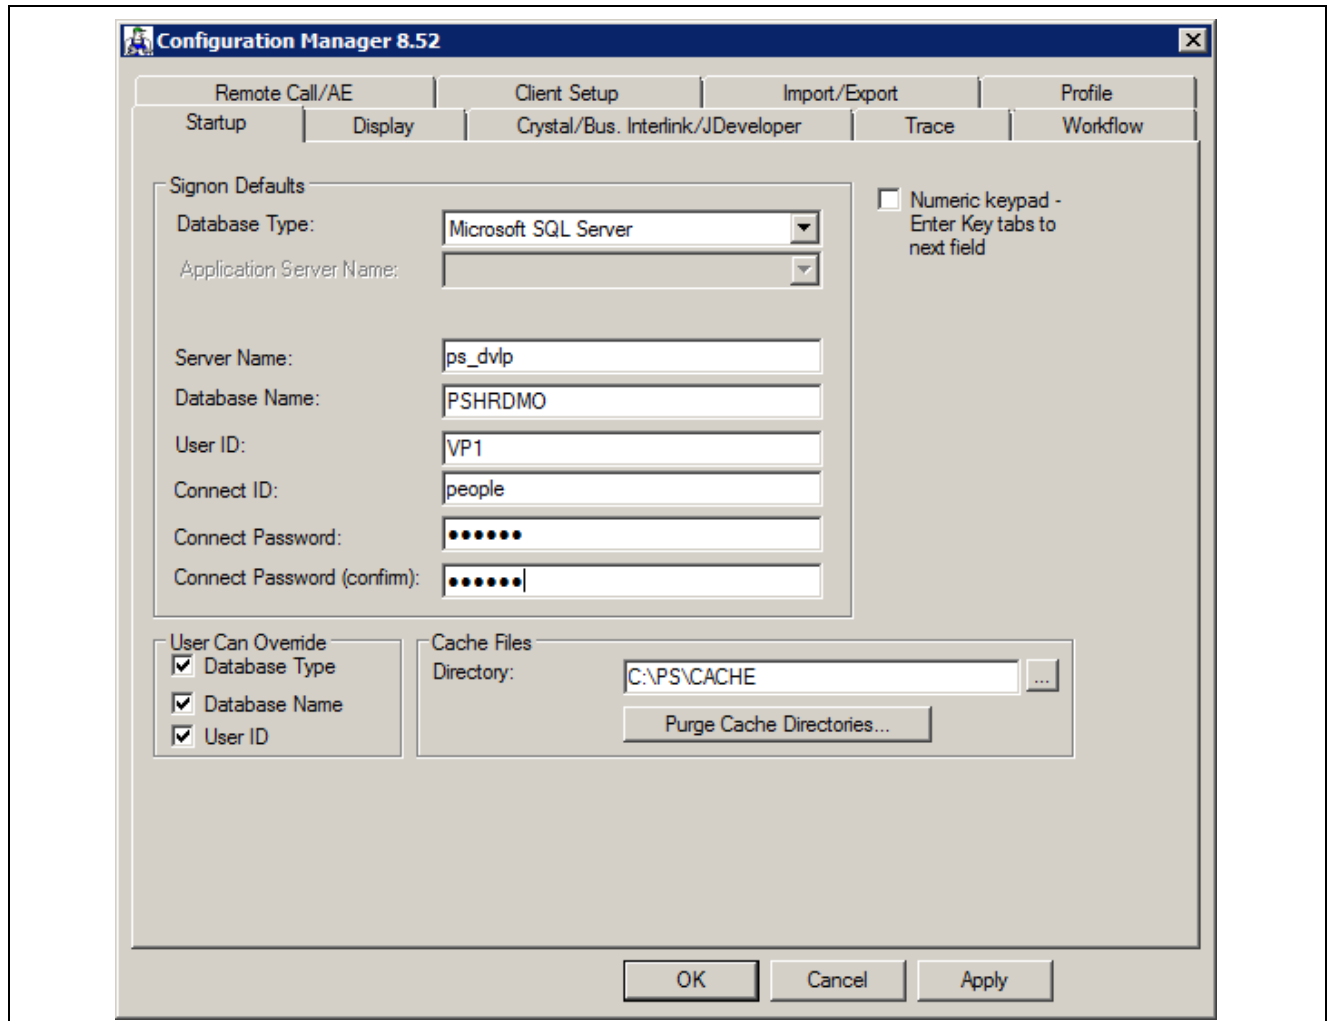 Configuration Manager 8.52
Remote Call/AE Client Setup Import/Export Profile
Startup Display Crystal/Bus. Interlink/JDeveloper Trace Workflow
Signon Defaults
Database Type: Microsoft SQL Server
Application Server Name:
Numeric keypad -
Enter Key tabs to
next field
Server Name: ps_dvlp
Database Name: PSHRDMO
User ID: VP1
Connect ID: people
Connect Password: ●●●●●●
Connect Password (confirm): ●●●●●●
User Can Override
Database Type
Database Name
User ID
Cache Files
Directory: C:\PS\CACHE ...
Purge Cache Directories...
OK Cancel Apply